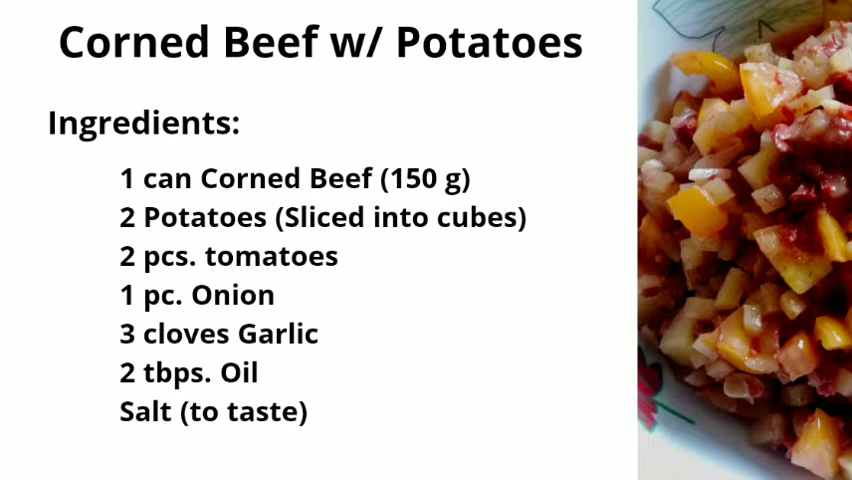 Corned Beef w/ Potatoes
Ingredients:
1 can Corned Beef (150 g)
2 Potatoes (Sliced into cubes)
2 pcs. tomatoes
1 pc. Onion
3 cloves Garlic
2 tbps. Oil
Salt (to taste)